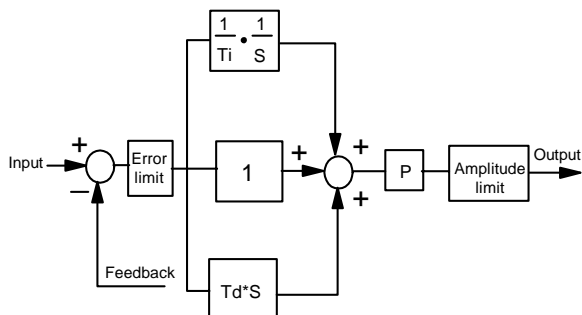 1 1
Ti • S
+
Input
−
Error
limit
1
+
+
+
P
Amplitude
limit
Output
Feedback
Td*S